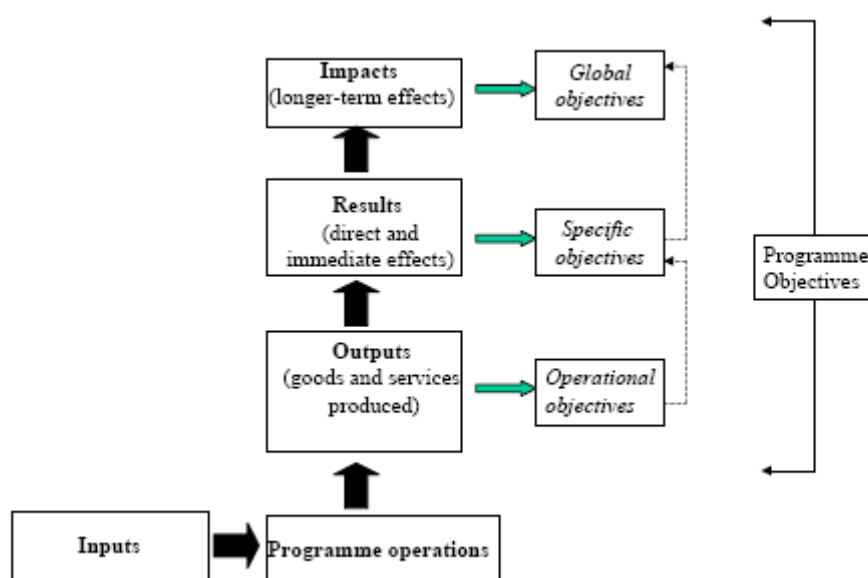 Impacts
(longer-term effects)
Global
objectives
Results
(direct and
immediate effects)
Specific
objectives
Programme
Objectives
Outputs
(goods and services
produced)
Operational
objectives
Inputs
Programme operations